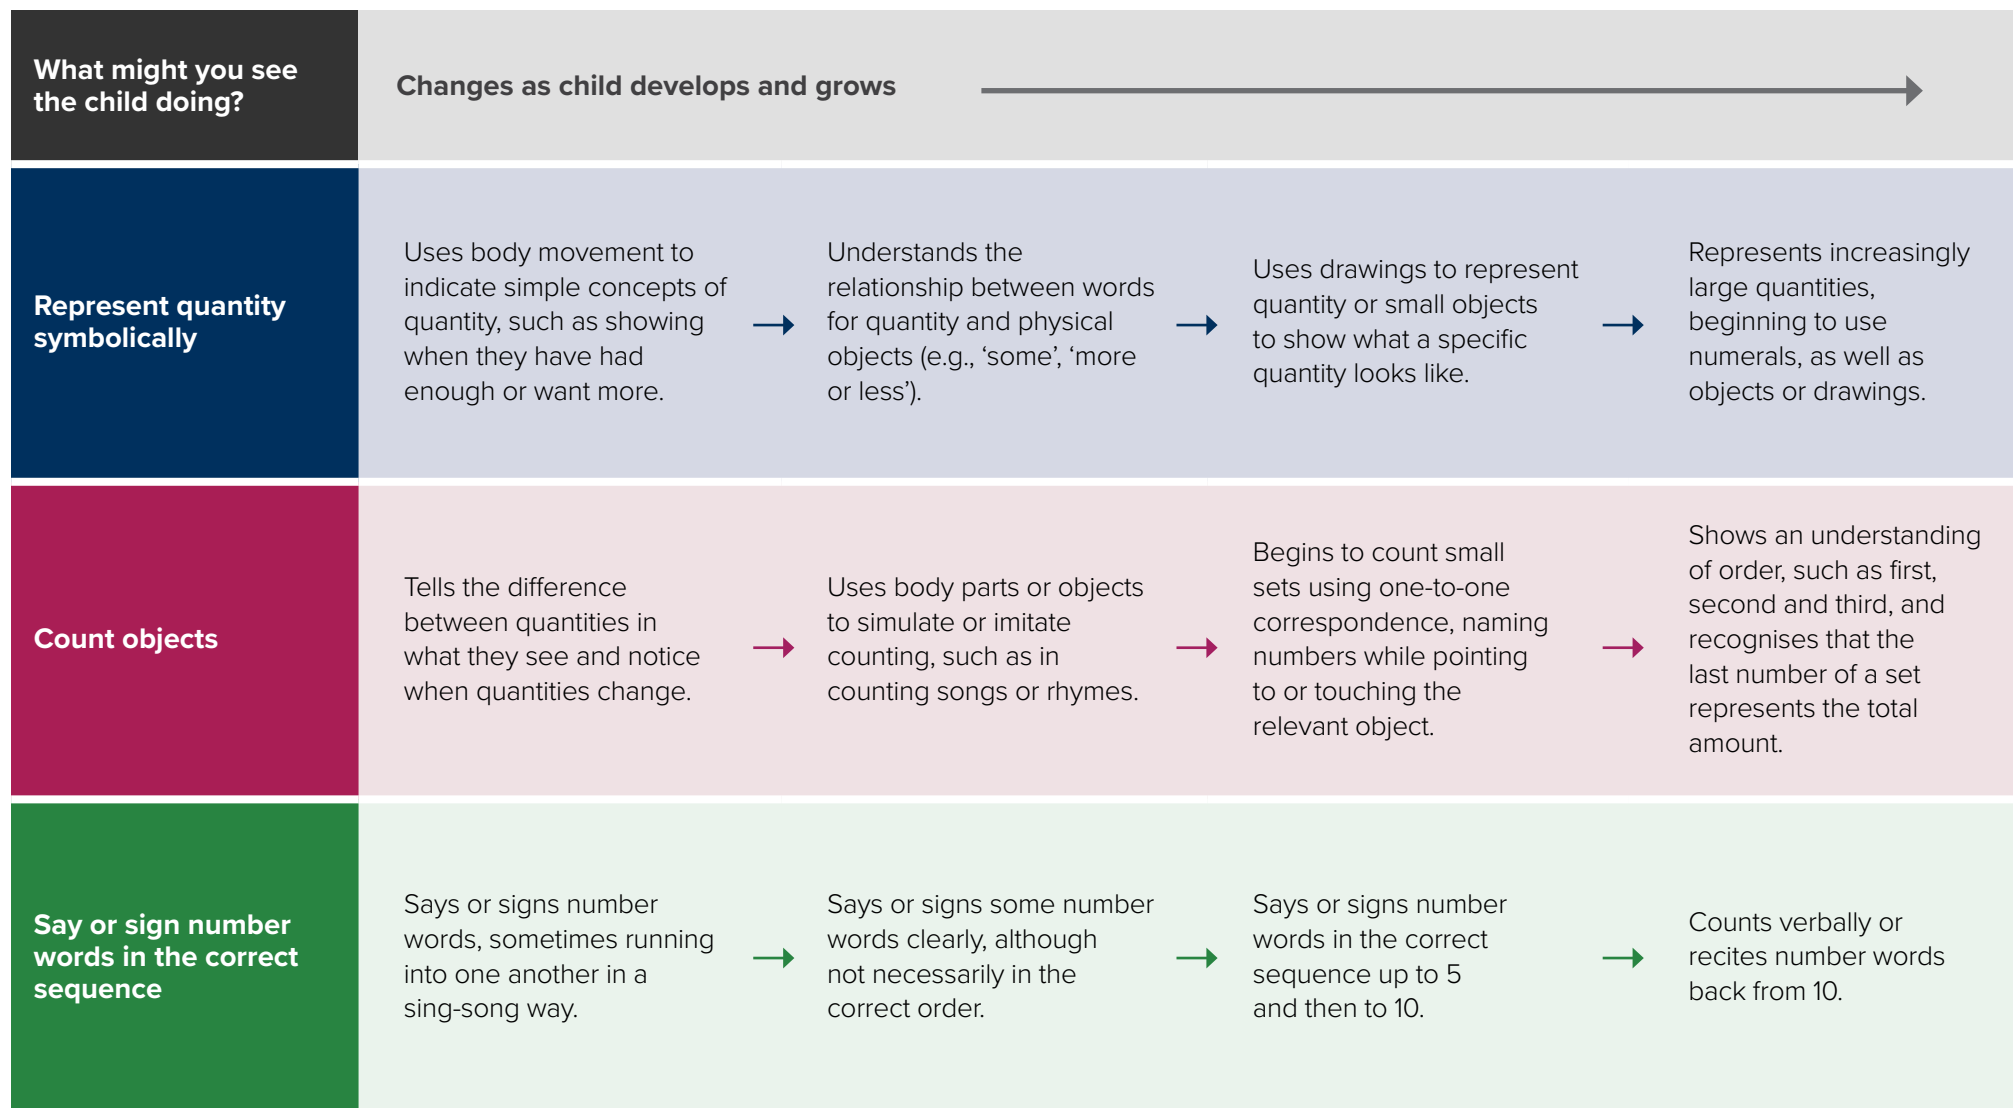 What might you see
the child doing?
Changes as child develops and grows
Represent quantity
symbolically
Uses body movement to
indicate simple concepts of
quantity, such as showing
when they have had
enough or want more.
Understands the
relationship between words
for quantity and physical
objects (e.g., ‘some’, ‘more
or less’).
Uses drawings to represent
quantity or small objects
to show what a specific
quantity looks like.
Represents increasingly
large quantities,
beginning to use
numerals, as well as
objects or drawings.
Count objects
Tells the difference
between quantities in
what they see and notice
when quantities change.
Uses body parts or objects
to simulate or imitate
counting, such as in
counting songs or rhymes.
Begins to count small
sets using one-to-one
correspondence, naming
numbers while pointing
to or touching the
relevant object.
Shows an understanding
of order, such as first,
second and third, and
recognises that the
last number of a set
represents the total
amount.
Say or sign number
words in the correct
sequence
Says or signs number
words, sometimes running
into one another in a
sing-song way.
Says or signs some number
words clearly, although
not necessarily in the
correct order.
Says or signs number
words in the correct
sequence up to 5
and then to 10.
Counts verbally or
recites number words
back from 10.